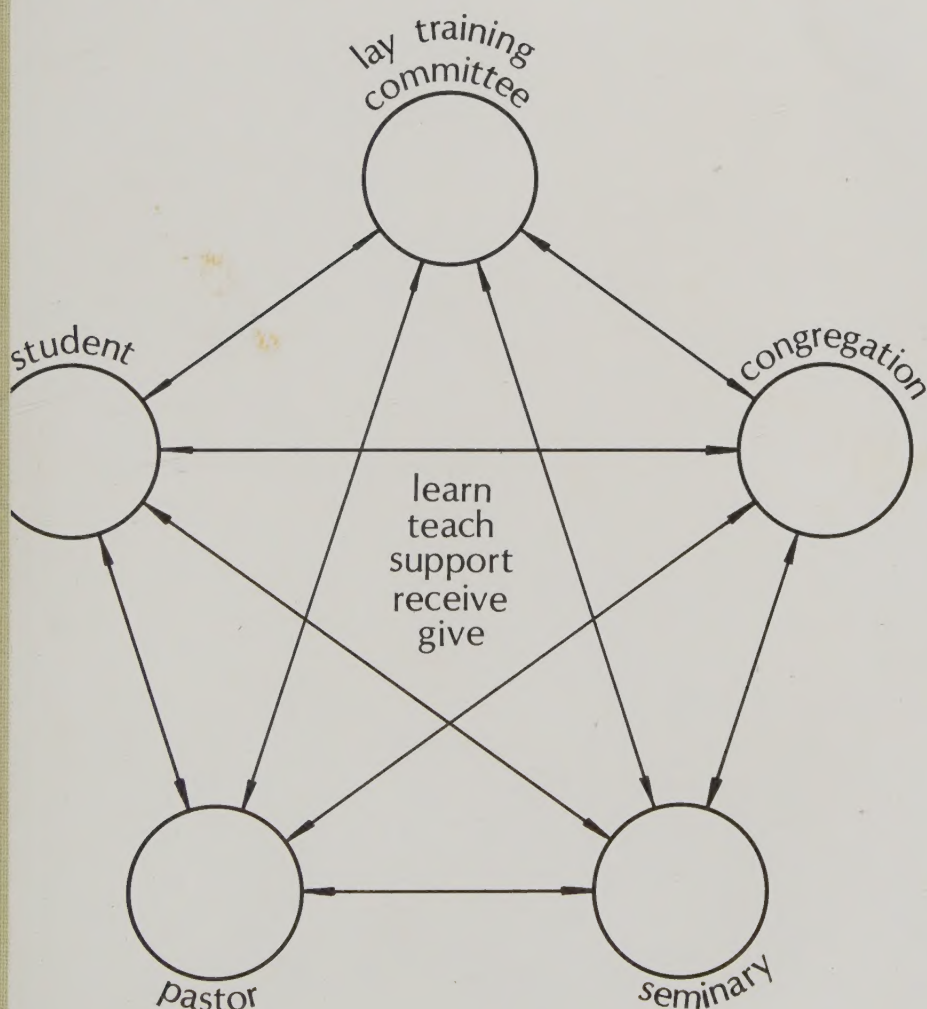 lay training
committee
student
congregation
learn
teach
support
receive
give
pastor
seminary